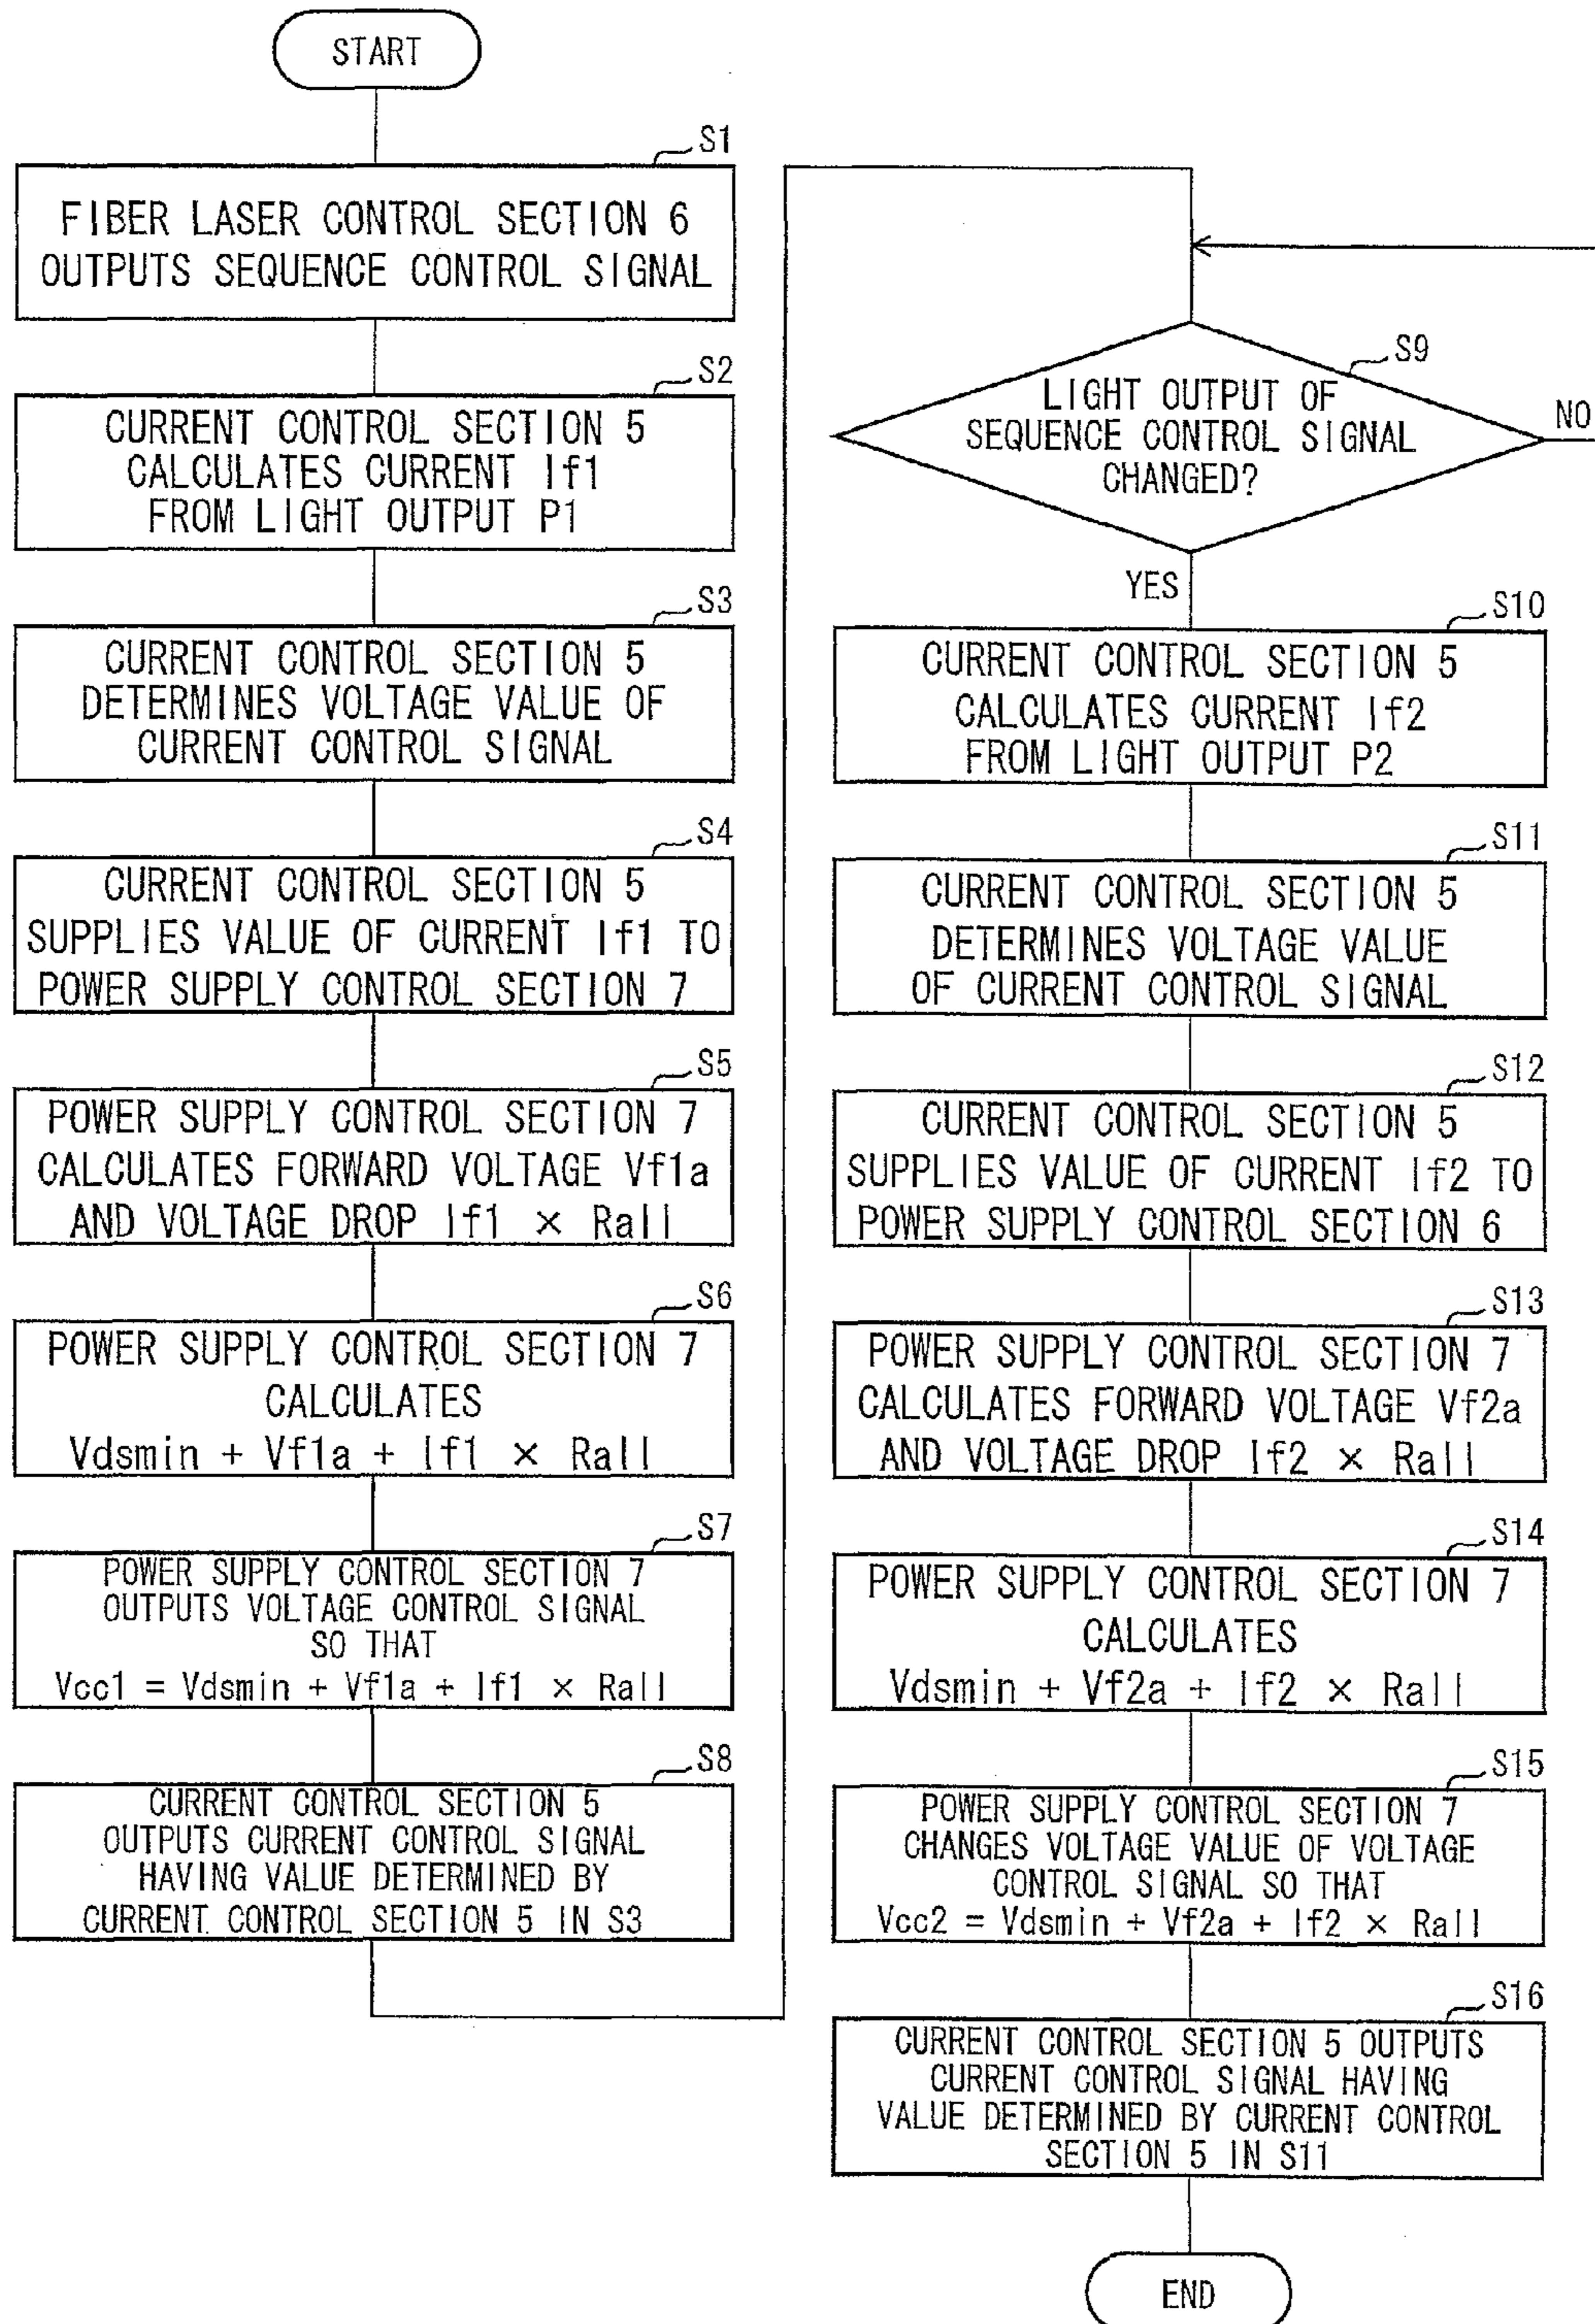 START
S1
FIBER LASER CONTROL SECTION 6
OUTPUTS SEQUENCE CONTROL SIGNAL
S2
CURRENT CONTROL SECTION 5
CALCULATES CURRENT If1
FROM LIGHT OUTPUT P1
S3
CURRENT CONTROL SECTION 5
DETERMINES VOLTAGE VALUE OF
CURRENT CONTROL SIGNAL
S4
CURRENT CONTROL SECTION 5
SUPPLIES VALUE OF CURRENT If1 TO
POWER SUPPLY CONTROL SECTION 7
S5
POWER SUPPLY CONTROL SECTION 7
CALCULATES FORWARD VOLTAGE Vf1a
AND VOLTAGE DROP If1 × Rall
S6
POWER SUPPLY CONTROL SECTION 7
CALCULATES
Vdsmin + Vf1a + If1 × Rall
S7
POWER SUPPLY CONTROL SECTION 7
OUTPUTS VOLTAGE CONTROL SIGNAL
SO THAT
Vcc1 = Vdsmin + Vf1a + If1 × Rall
S8
CURRENT CONTROL SECTION 5
OUTPUTS CURRENT CONTROL SIGNAL
HAVING VALUE DETERMINED BY
CURRENT CONTROL SECTION 5 IN S3
S9
LIGHT OUTPUT OF
SEQUENCE CONTROL SIGNAL
CHANGED?
NO
YES
S10
CURRENT CONTROL SECTION 5
CALCULATES CURRENT If2
FROM LIGHT OUTPUT P2
S11
CURRENT CONTROL SECTION 5
DETERMINES VOLTAGE VALUE
OF CURRENT CONTROL SIGNAL
S12
CURRENT CONTROL SECTION 5
SUPPLIES VALUE OF CURRENT If2 TO
POWER SUPPLY CONTROL SECTION 6
S13
POWER SUPPLY CONTROL SECTION 7
CALCULATES FORWARD VOLTAGE Vf2a
AND VOLTAGE DROP If2 × Rall
S14
POWER SUPPLY CONTROL SECTION 7
CALCULATES
Vdsmin + Vf2a + If2 × Rall
S15
POWER SUPPLY CONTROL SECTION 7
CHANGES VOLTAGE VALUE OF VOLTAGE
CONTROL SIGNAL SO THAT
Vcc2 = Vdsmin + Vf2a + If2 × Rall
S16
CURRENT CONTROL SECTION 5 OUTPUTS
CURRENT CONTROL SIGNAL HAVING
VALUE DETERMINED BY CURRENT CONTROL
SECTION 5 IN S11
END